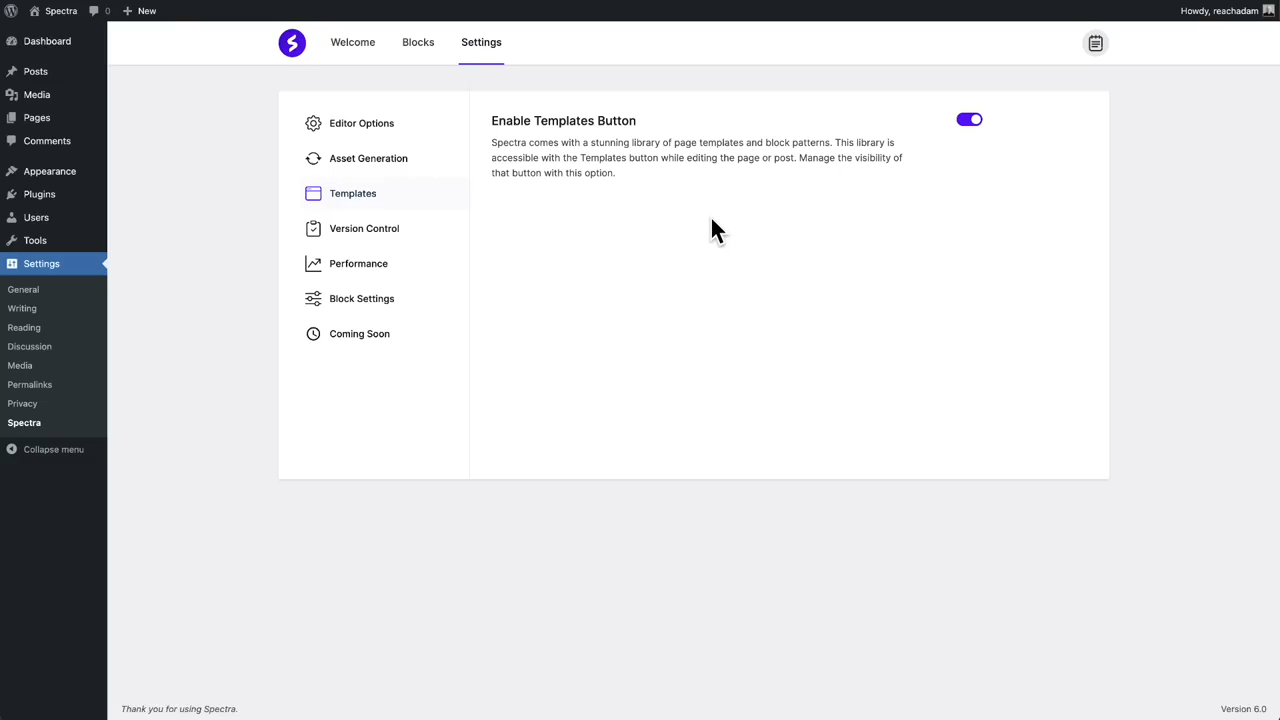 Spectra
0
New
Howdy, reachadam
Dashboard
Posts
Media
Pages
Comments
Appearance
Plugins
Users
Tools
Settings
General
Writing
Reading
Discussion
Media
Permalinks
Privacy
Spectra
Collapse menu
Welcome
Blocks
Settings
Editor Options
Asset Generation
Templates
Version Control
Performance
Block Settings
Coming Soon
Enable Templates Button
Spectra comes with a stunning library of page templates and block patterns. This library is
accessible with the Templates button while editing the page or post. Manage the visibility of
that button with this option.
Thank you for using Spectra.
Version 6.0